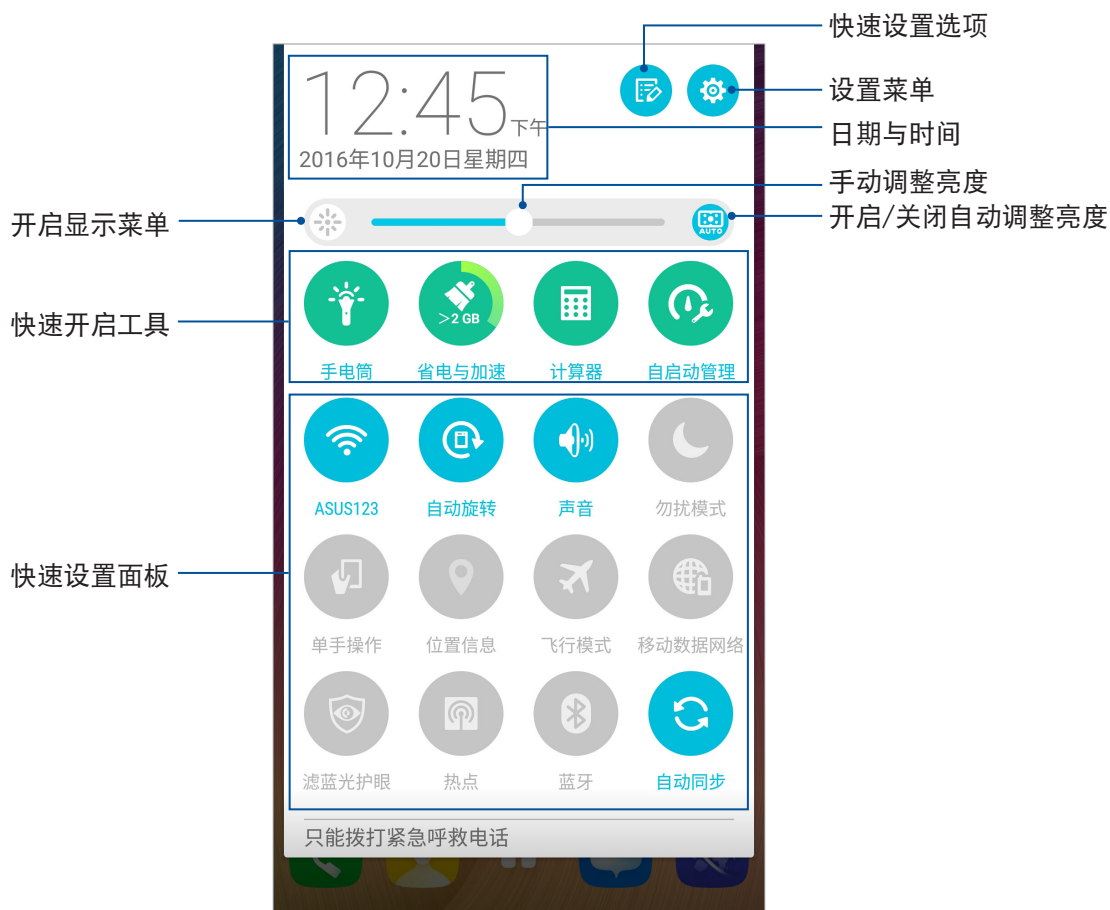 快速设置选项
12:45下午
设置菜单
日期与时间
2016年10月20日星期四
手动调整亮度
开启显示菜单
AUTO
开启/关闭自动调整亮度
快速开启工具
>2 GB
手电筒 省电与加速 计算器 自启动管理
ASUS123 自动旋转 声音 勿扰模式
快速设置面板
单手操作 位置信息 飞行模式 移动数据网络
滤蓝光护眼 热点 蓝牙 自动同步
只能拨打紧急呼救电话